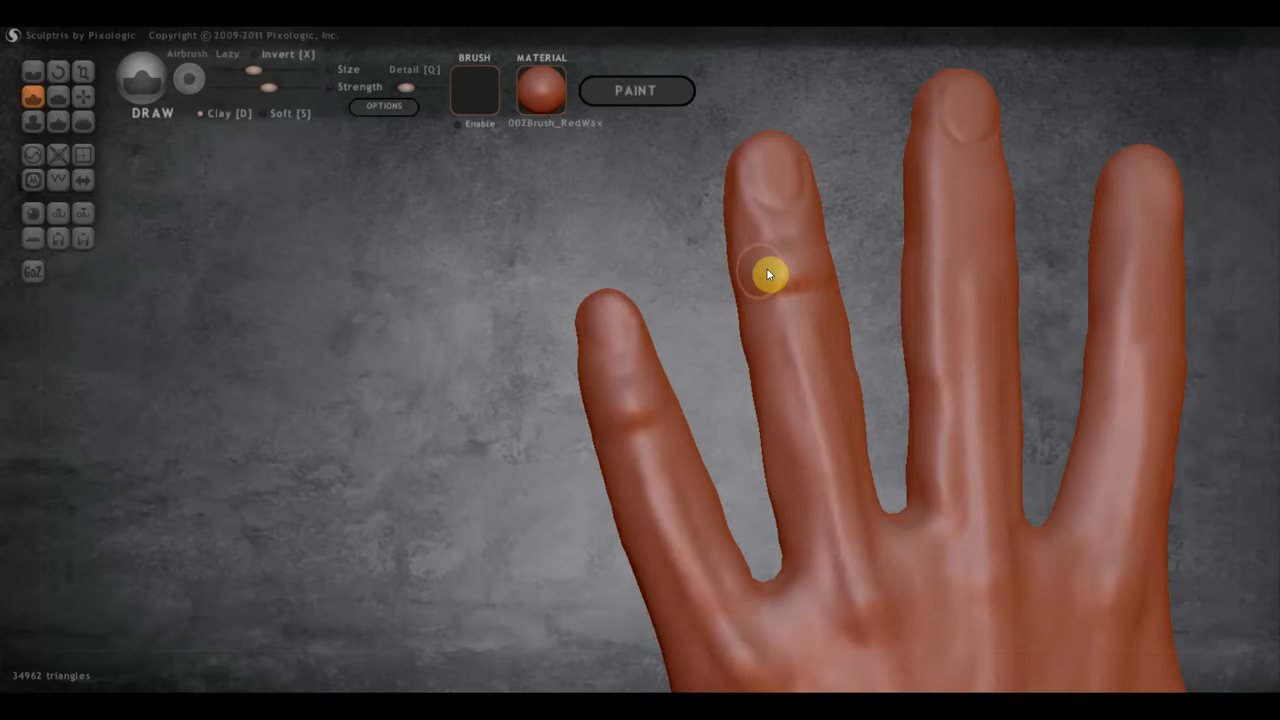 Sculptris by Pixologic Copyright © 2009-2011 Pixologic, Inc.
Airbrush Lazy Invert [X]
Size Detail [Q]
Strength
DRAW Clay [D] Soft [S]
OPTIONS
BRUSH
Enable
MATERIAL
00ZBrush_RedWax
PAINT
GoZ
34962 triangles